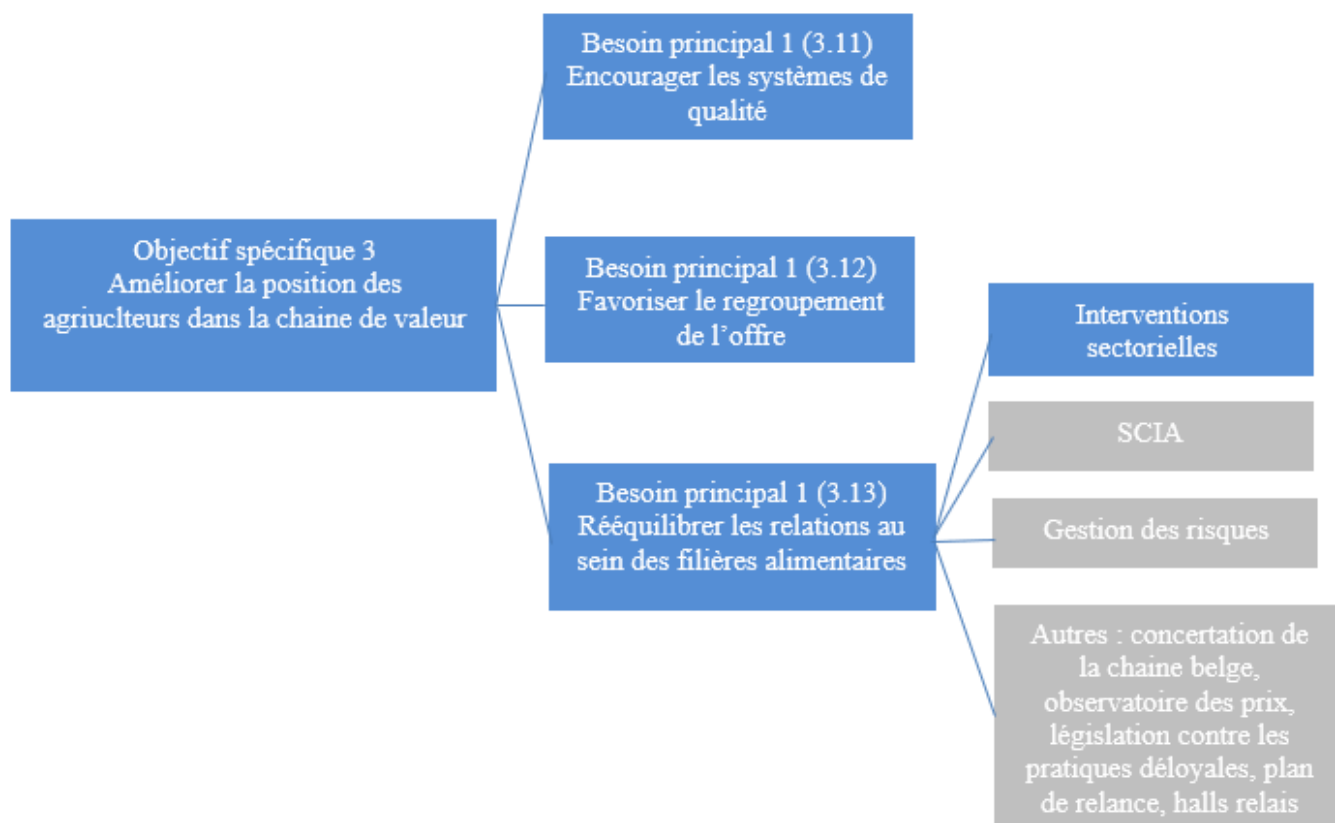 Besoin principal 1 (3.11)
Encourager les systèmes de
qualité
Objectif spécifique 3
Améliorer la position des
agriuclteurs dans la chaine de valeur
Besoin principal 1 (3.12)
Favoriser le regroupement
de l’offre
Besoin principal 1 (3.13)
Rééquilibrer les relations au
sein des filières alimentaires
Interventions
sectorielles
SCIA
Gestion des risques
Autres : concertation de
la chaine belge,
observatoire des prix,
législation contre les
pratiques déloyales, plan
de relance, halls relais